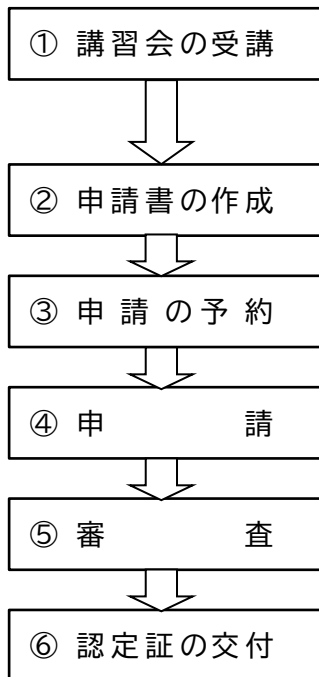 ① 講習会の受講
② 申請書の作成
③ 申請の予約
④ 申請
⑤ 審査
⑥ 認定証の交付